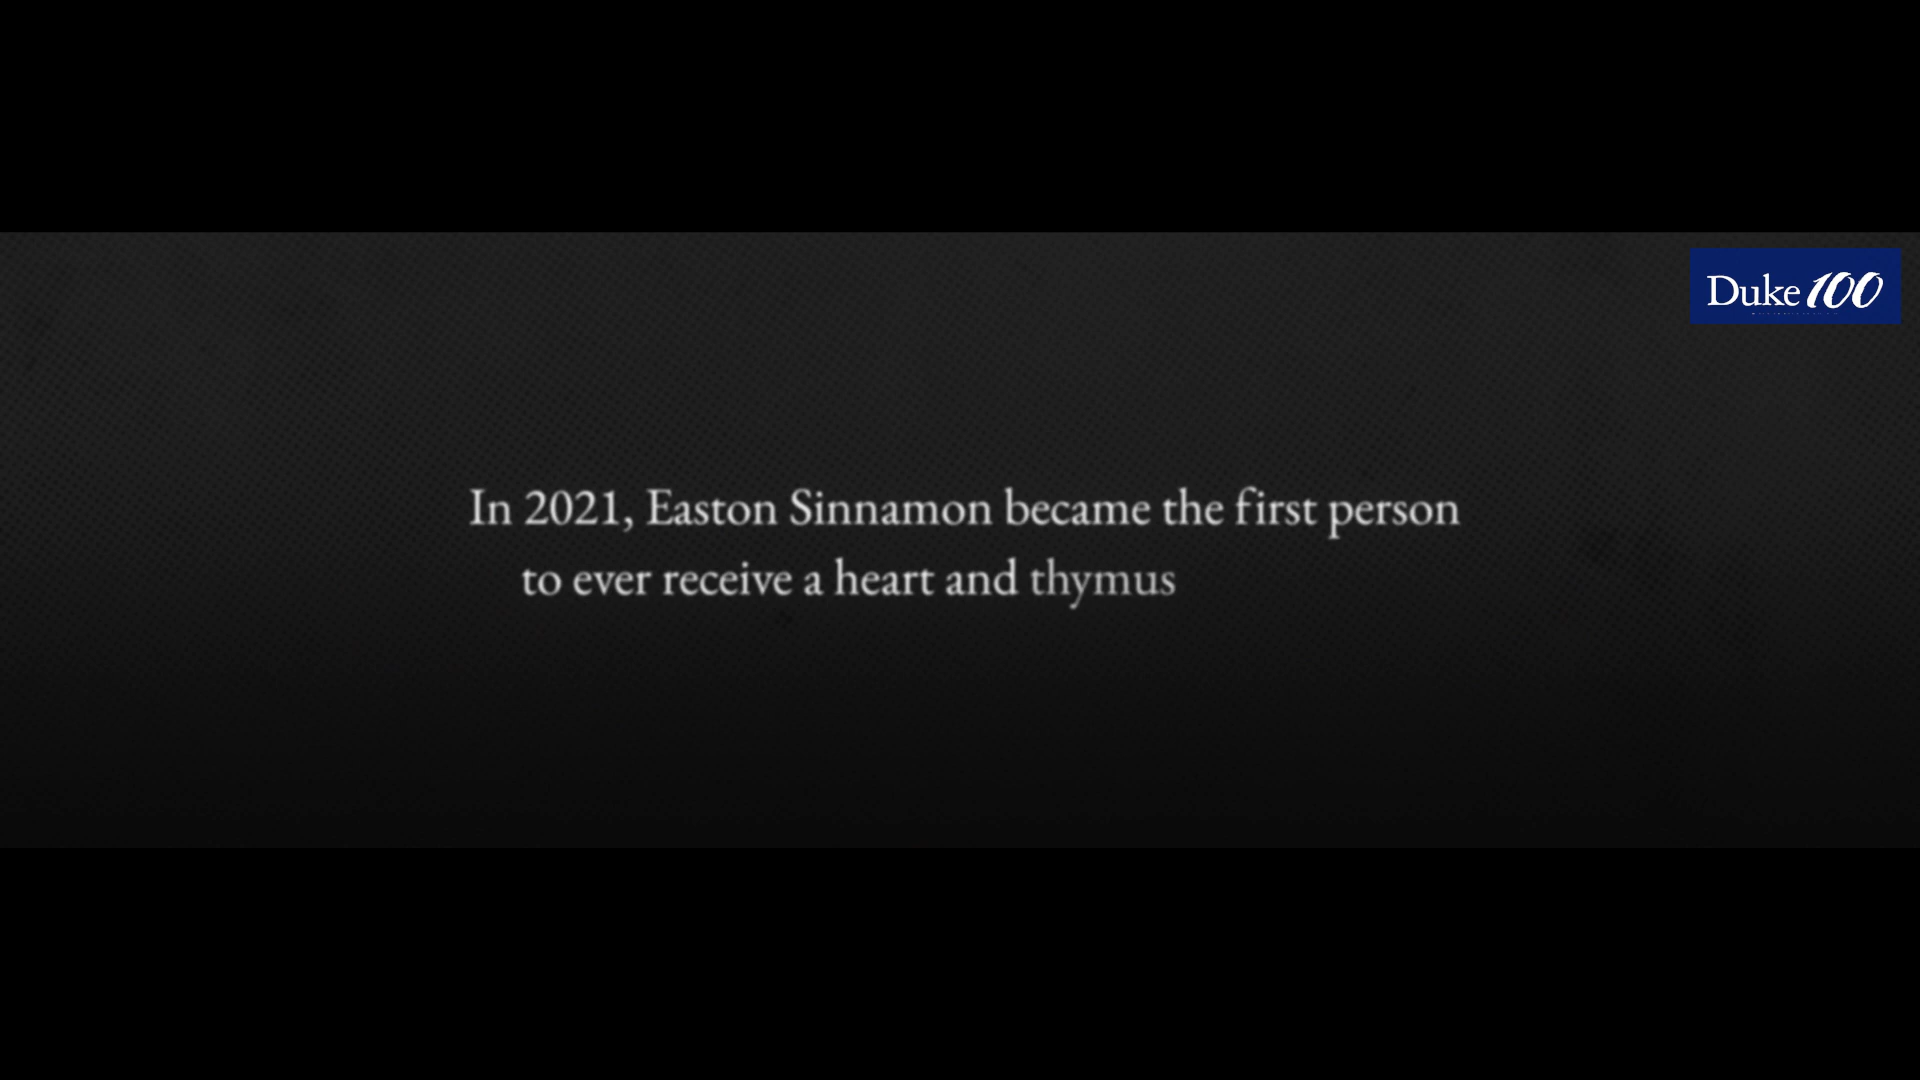 Duke 100
In 2021, Easton Sinnamon became the first person
to ever receive a heart and thymus